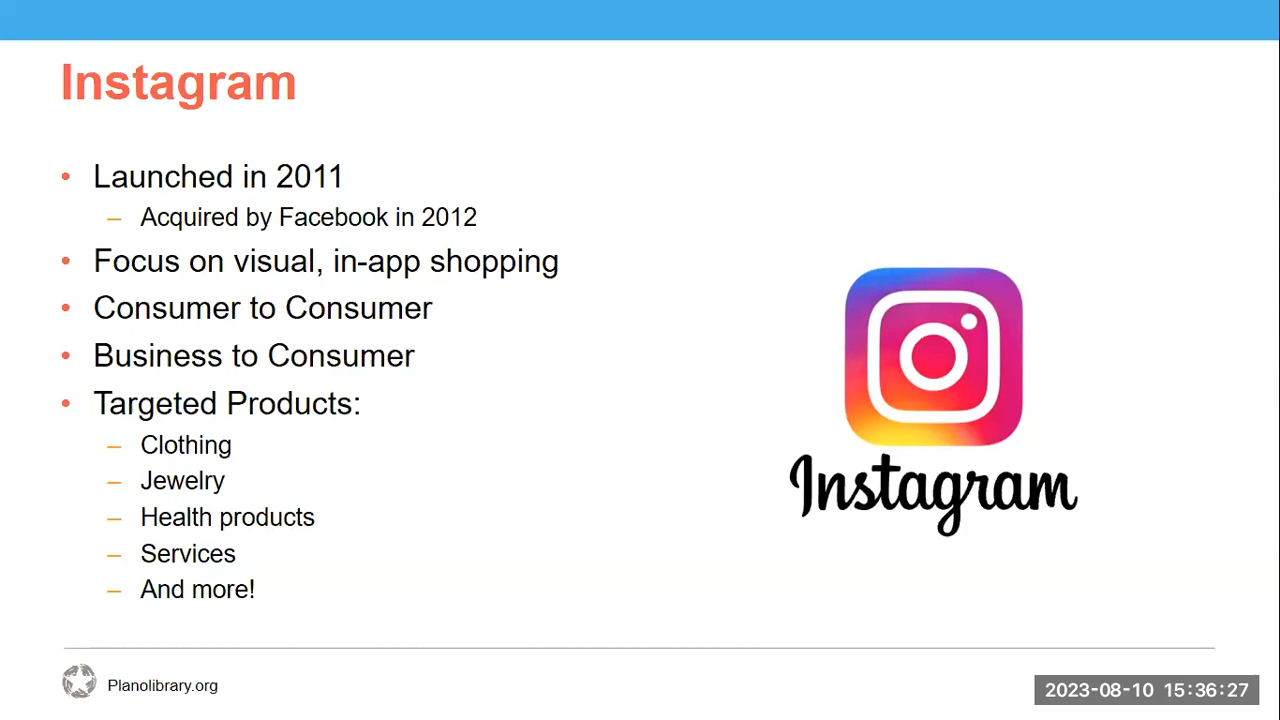 Instagram
• Launched in 2011
– Acquired by Facebook in 2012
• Focus on visual, in-app shopping
• Consumer to Consumer
• Business to Consumer
• Targeted Products:
– Clothing
– Jewelry
– Health products
– Services
– And more!
Instagram
Planolibrary.org
2023-08-10 15:36:27